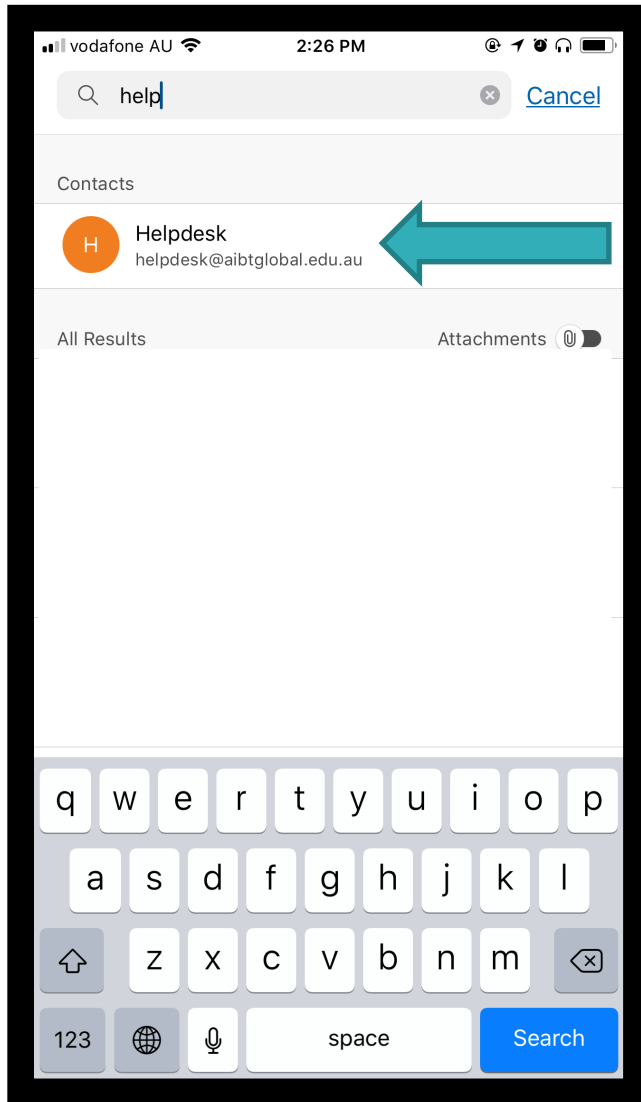 vodafone AU 2:26 PM
help Cancel
Contacts
H Helpdesk
helpdesk@aibtglobal.edu.au
All Results Attachments
q w e r t y u i o p
a s d f g h j k l
z x c v b n m
123 space Search